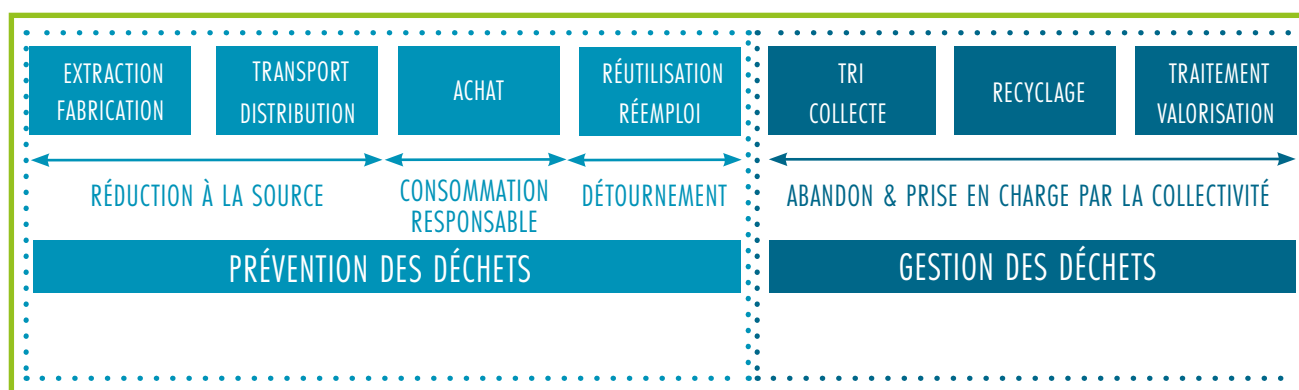 EXTRACTION
FABRICATION
TRANSPORT
DISTRIBUTION
ACHAT
RÉUTILISATION
RÉEMPLOI
TRI
COLLECTE
RECYCLAGE
TRAITEMENT
VALORISATION
RÉDUCTION À LA SOURCE
CONSOMMATION
RESPONSABLE
DÉTOURNEMENT
ABANDON & PRISE EN CHARGE PAR LA COLLECTIVITÉ
PRÉVENTION DES DÉCHETS
GESTION DES DÉCHETS